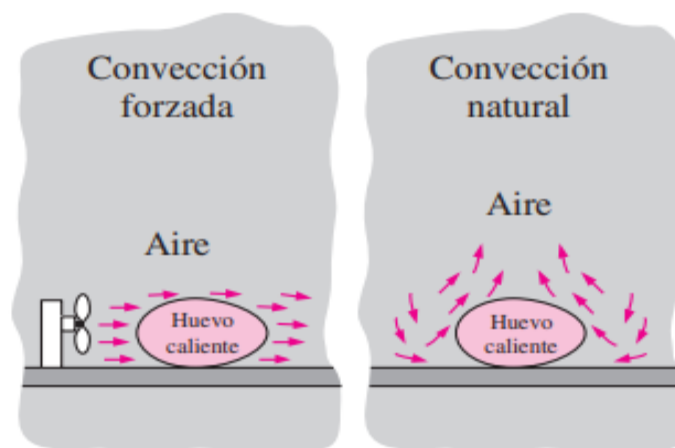 Convección
forzada
Aire
Huevo
caliente
Convección
natural
Aire
Huevo
caliente